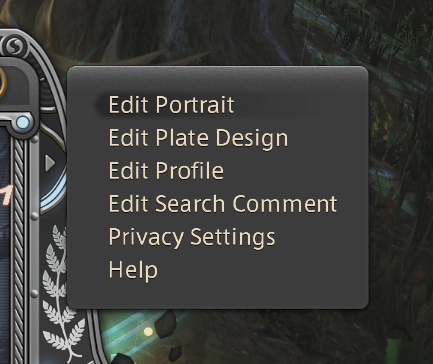 Edit Portrait
Edit Plate Design
Edit Profile
Edit Search Comment
Privacy Settings
Help